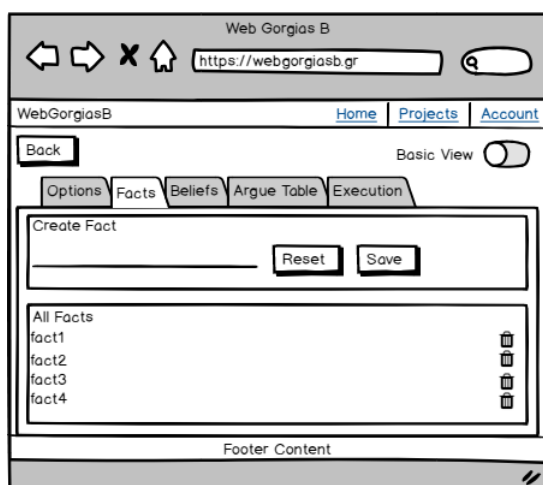 Web Gorgias B
https://webgorgiasb.gr
WebGorgiasB Home Projects Account
Back Basic View
Options Facts Beliefs Argue Table Execution
Create Fact
Reset Save
All Facts
fact1
fact2
fact3
fact4
Footer Content